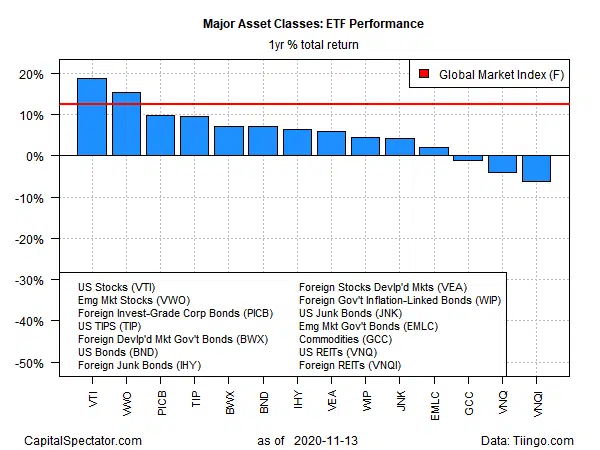 Major Asset Classes: ETF Performance
1yr % total return
Global Market Index (F)
20%
10%
0%
-10%
-20%
-30%
-40%
-50%
US Stocks (VTI)
Emg Mkt Stocks (VWO)
Foreign Invest-Grade Corp Bonds (PICB)
US TIPS (TIP)
Foreign Devlp'd Mkt Gov't Bonds (BWX)
US Bonds (BND)
Foreign Junk Bonds (IHY)
Foreign Stocks Devlp'd Mkts (VEA)
Foreign Gov't Inflation-Linked Bonds (WIP)
US Junk Bonds (JNK)
Emg Mkt Gov't Bonds (EMLC)
Commodities (GCC)
US REITs (VNQ)
Foreign REITs (VNQI)
VTI
VWO
PICB
TIP
BWX
BND
IHY
VEA
WIP
JNK
EMLC
GCC
VNQ
VNQI
CapitalSpectator.com
as of 2020-11-13
Data: Tiingo.com